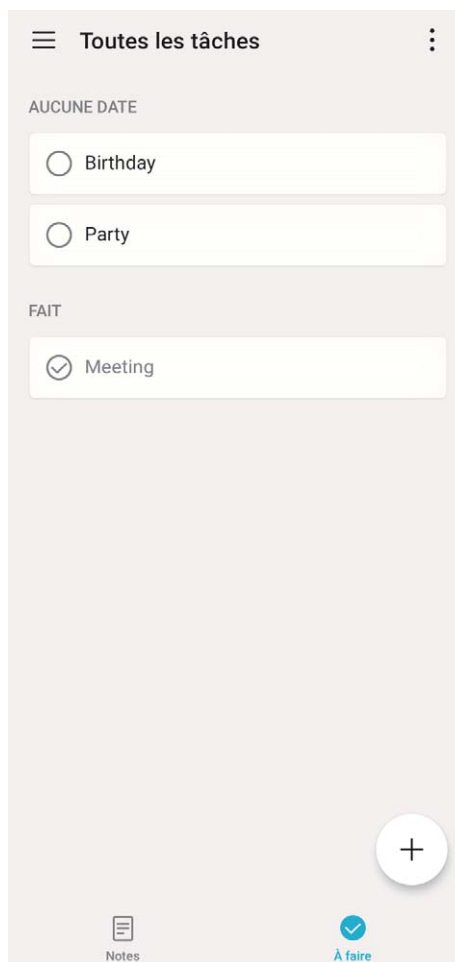 Toutes les tâches
AUCUNE DATE
Birthday
Party
FAIT
Meeting
Notes
À faire